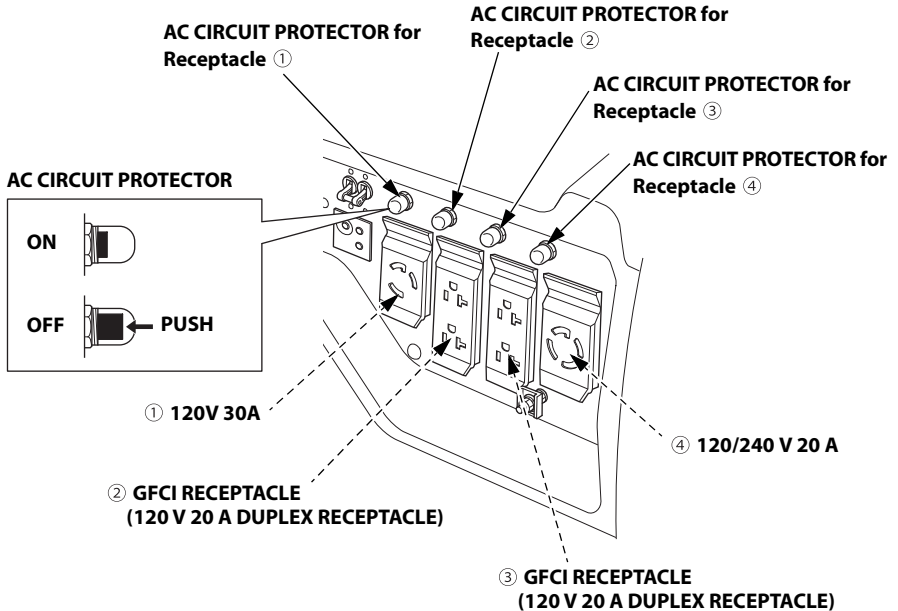 AC CIRCUIT PROTECTOR for
Receptacle ①
AC CIRCUIT PROTECTOR for
Receptacle ②
AC CIRCUIT PROTECTOR for
Receptacle ③
AC CIRCUIT PROTECTOR for
Receptacle ④
AC CIRCUIT PROTECTOR
ON
OFF
PUSH
① 120V 30A
② GFCI RECEPTACLE
(120 V 20 A DUPLEX RECEPTACLE)
③ GFCI RECEPTACLE
(120 V 20 A DUPLEX RECEPTACLE)
④ 120/240 V 20 A